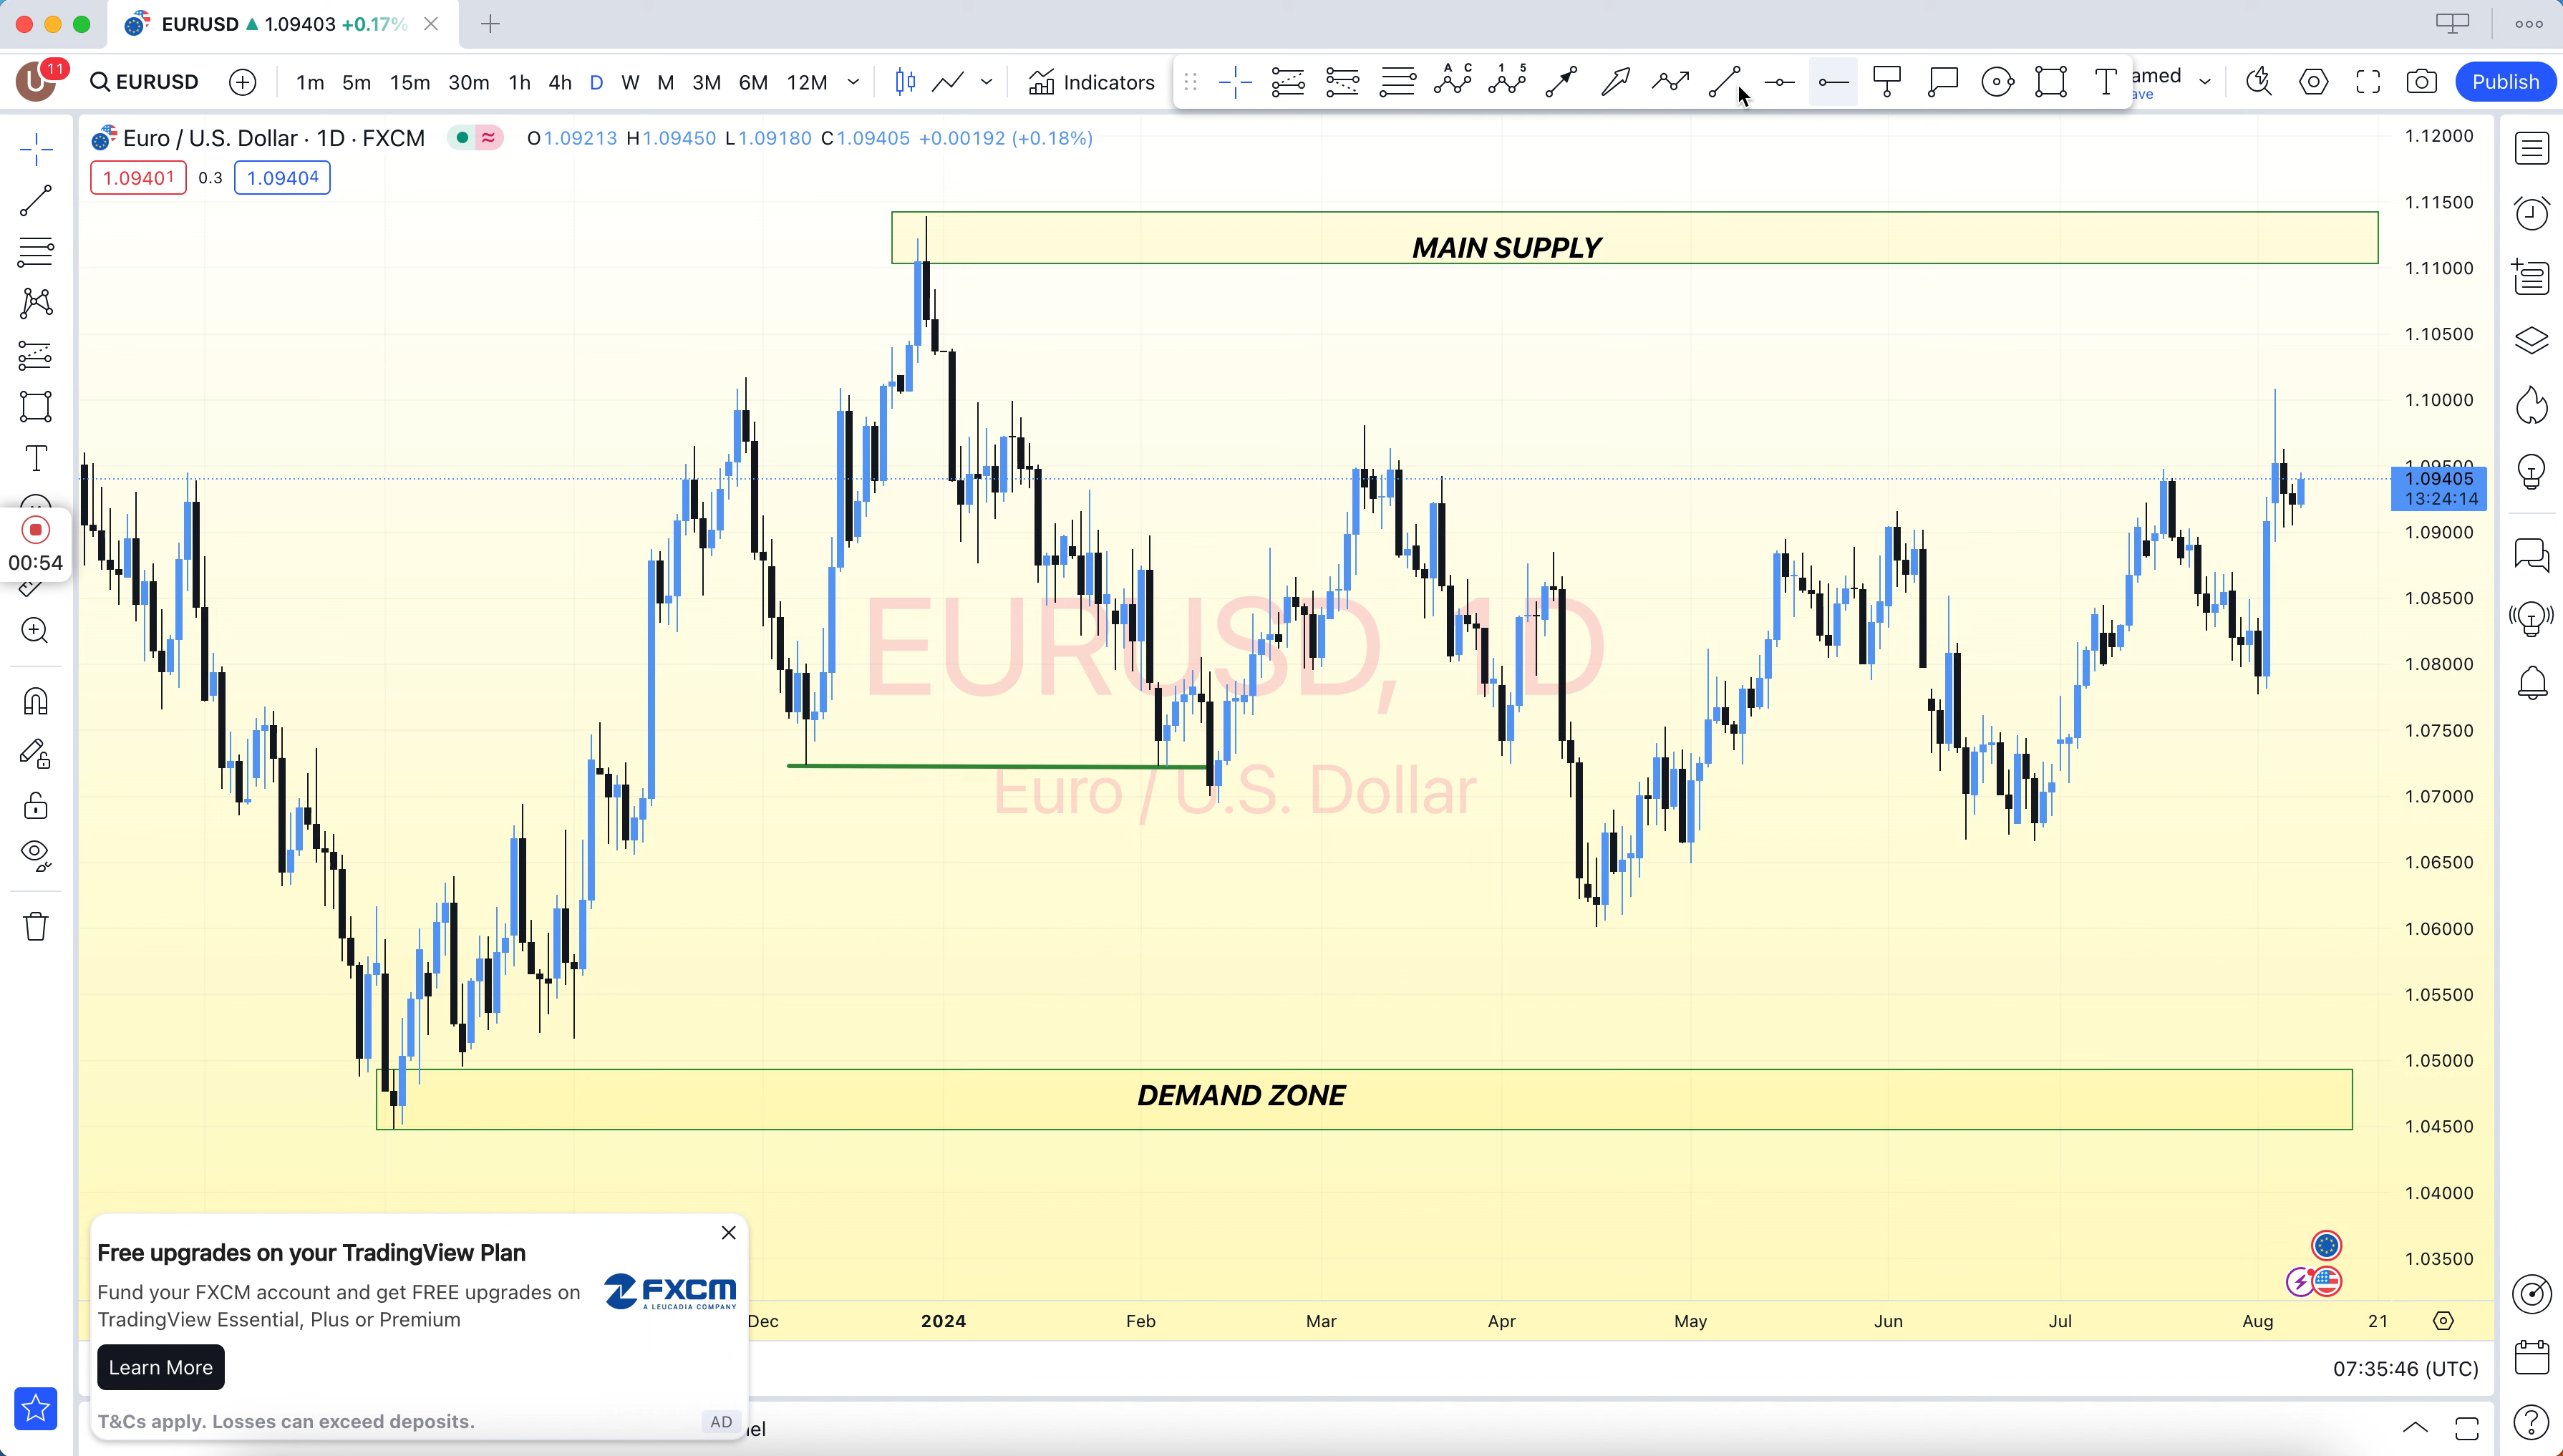 EURUSD ▲ 1.09403 +0.17%
U 11 EURUSD 1m 5m 15m 30m 1h 4h D W M 3M 6M 12M Indicators A C 1 5 T amed Publish
ave
Euro / U.S. Dollar · 1D · FXCM O1.09213 H1.09450 L1.09180 C1.09405 +0.00192 (+0.18%)
1.09401 0.3 1.09404
MAIN SUPPLY
EURUSD, 1D
Euro / U.S. Dollar
DEMAND ZONE
1.12000
1.11500
1.11000
1.10500
1.10000
1.09500
1.09405
13:24:14
1.09000
1.08500
1.08000
1.07500
1.07000
1.06500
1.06000
1.05500
1.05000
1.04500
1.04000
1.03500
00:54
Free upgrades on your TradingView Plan
Fund your FXCM account and get FREE upgrades on
TradingView Essential, Plus or Premium
FXCM
A LEUCADIA COMPANY
Learn More
T&Cs apply. Losses can exceed deposits.
AD
Dec 2024 Feb Mar Apr May Jun Jul Aug 21
07:35:46 (UTC)
nel